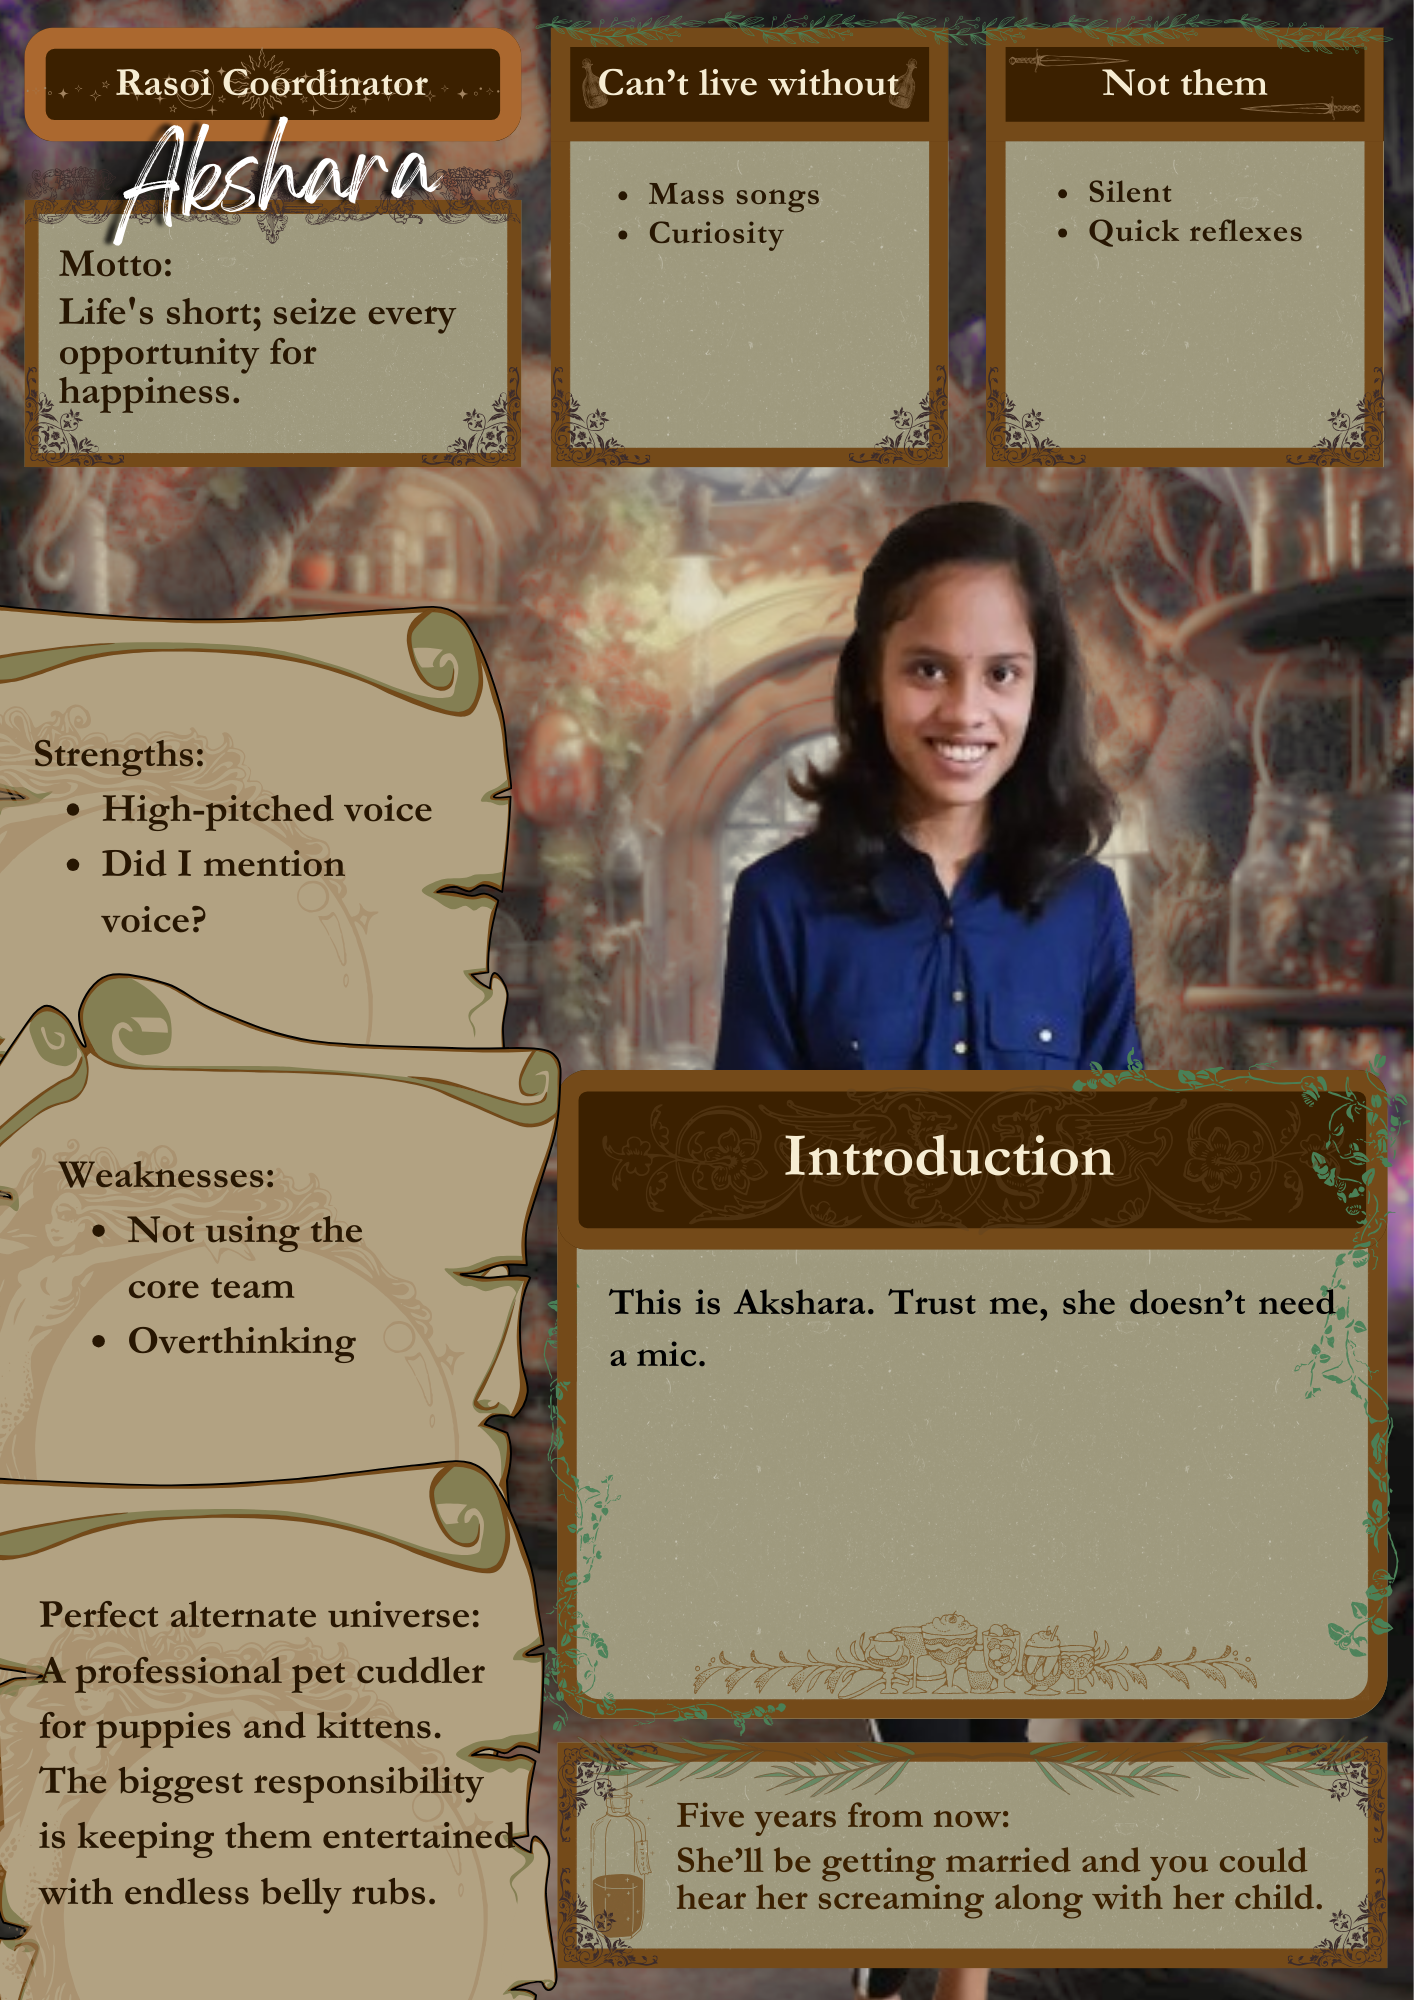 Rasoi Coordinator
Akshara
Motto:
Life's short; seize every
opportunity for
happiness.
Can’t live without
• Mass songs
• Curiosity
Not them
• Silent
• Quick reflexes
Strengths:
• High-pitched voice
• Did I mention
voice?
Weaknesses:
• Not using the
core team
• Overthinking
Perfect alternate universe:
A professional pet cuddler
for puppies and kittens.
The biggest responsibility
is keeping them entertained
with endless belly rubs.
Introduction
This is Akshara. Trust me, she doesn’t need
a mic.
Five years from now:
She’ll be getting married and you could
hear her screaming along with her child.